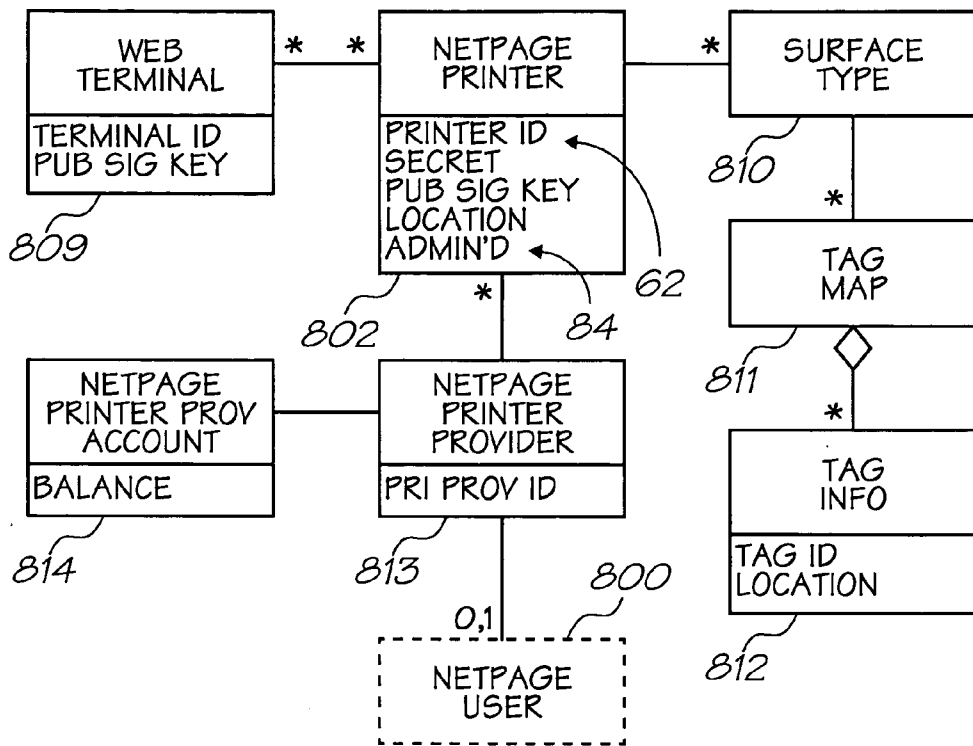 WEB
TERMINAL
TERMINAL ID
PUB SIG KEY
809
* *
NETPAGE
PRINTER
PRINTER ID
SECRET
PUB SIG KEY
LOCATION
ADMIN'D
802
62
84
*
*
SURFACE
TYPE
810
*
TAG
MAP
811
*
TAG
INFO
TAG ID
LOCATION
812
NETPAGE
PRINTER PROV
ACCOUNT
BALANCE
814
NETPAGE
PRINTER
PROVIDER
PRI PROV ID
813
0,1
800
NETPAGE
USER